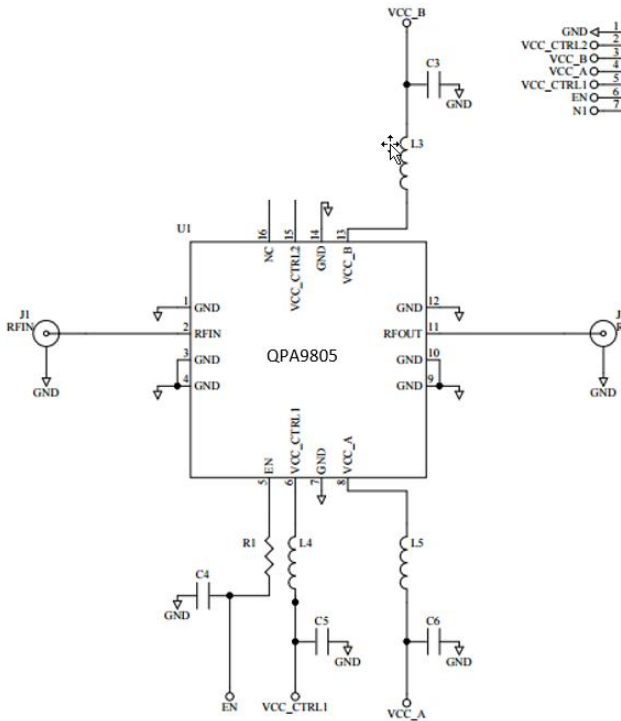 VCC_B
C3
GND
L3
GND 1
VCC_CTRL2 2
VCC_B 3
VCC_A 4
VCC_CTRL1 5
EN 6
N1 7
U1
16 15 14 13
NC VCC_CTRL2 GND VCC_B
1 GND
GND 12
J1
RFIN
2 RFIN
RFOUT 11
J
R
3 GND
QPA9805
GND 10
4 GND
GND 9
GND
GND
EN VCC_CTRL1 GND VCC_A
5 6 7 8
R1
L4
L5
C4
GND
C5
GND
C6
GND
EN
VCC_CTRL1
VCC_A